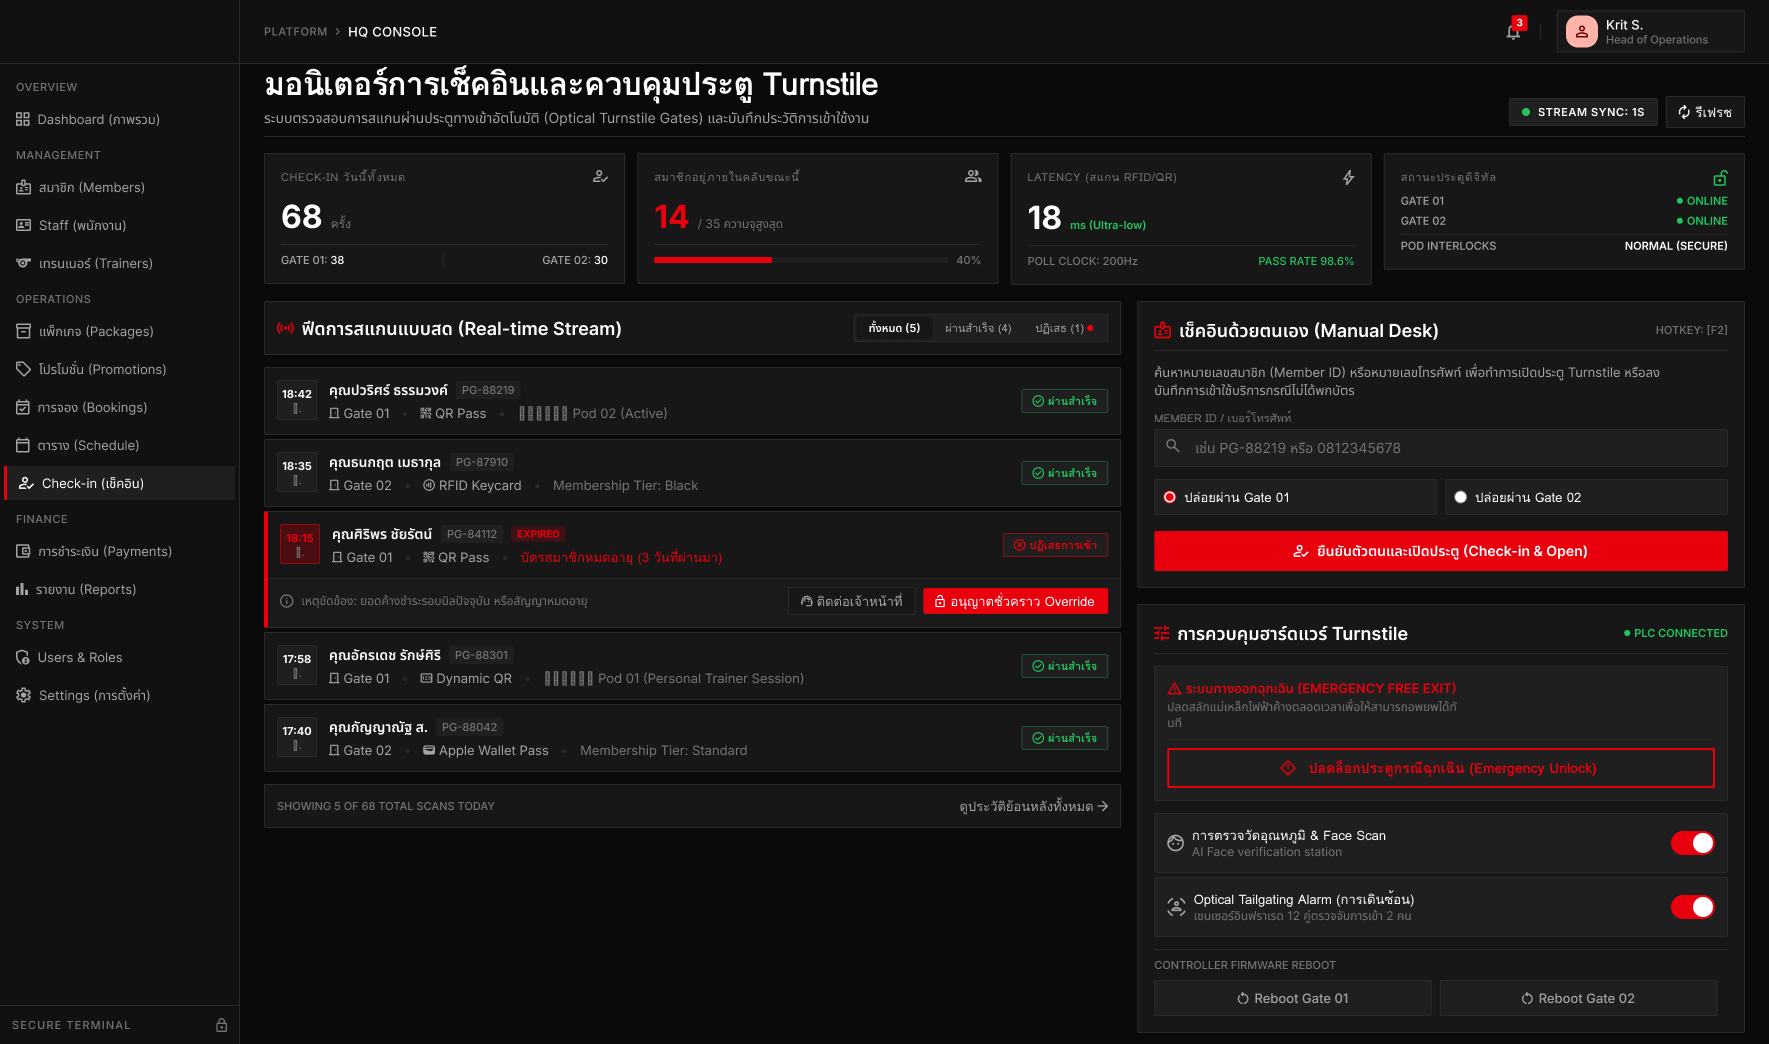 PLATFORM > HQ CONSOLE
3
Krit S.
Head of Operations
OVERVIEW
Dashboard (ภาพรวม)
MANAGEMENT
สมาชิก (Members)
Staff (พนักงาน)
เทรนเนอร์ (Trainers)
OPERATIONS
แพ็กเกจ (Packages)
โปรโมชั่น (Promotions)
การจอง (Bookings)
ตาราง (Schedule)
Check-in (เช็คอิน)
FINANCE
การชำระเงิน (Payments)
รายงาน (Reports)
SYSTEM
Users & Roles
Settings (การตั้งค่า)
SECURE TERMINAL
มอนิเตอร์การเช็คอินและควบคุมประตู Turnstile
ระบบตรวจสอบการสแกนผ่านประตูทางเข้าอัตโนมัติ (Optical Turnstile Gates) และบันทึกประวัติการเข้าใช้งาน
STREAM SYNC: 1S
รีเฟรช
CHECK-IN วันนี้ทั้งหมด
68 ครั้ง
GATE 01: 38
GATE 02: 30
สมาชิกอยู่ภายในคลับขณะนี้
14 / 35 ความจุสูงสุด
40%
LATENCY (สแกน RFID/QR)
18 ms (Ultra-low)
POLL CLOCK: 200Hz
PASS RATE 98.6%
สถานะประตูดิจิทัล
GATE 01 ONLINE
GATE 02 ONLINE
POD INTERLOCKS NORMAL (SECURE)
ฟีดการสแกนแบบสด (Real-time Stream)
ทั้งหมด (5)
ผ่านสำเร็จ (4)
ปฏิเสธ (1)
18:42
คุณปวริศร์ ธรรมวงค์ PG-88219
Gate 01 • QR Pass • Pod 02 (Active)
ผ่านสำเร็จ
18:35
คุณธนกฤต เมธากุล PG-87910
Gate 02 • RFID Keycard • Membership Tier: Black
ผ่านสำเร็จ
18:15
คุณศิริพร ชัยรัตน์ PG-84112 EXPIRED
Gate 01 • QR Pass • บัตรสมาชิกหมดอายุ (3 วันที่ผ่านมา)
ปฏิเสธการเข้า
เหตุขัดข้อง: ยอดค้างชำระรอบบิลปัจจุบัน หรือสัญญาหมดอายุ
ติดต่อเจ้าหน้าที่
อนุญาตชั่วคราว Override
17:58
คุณอัครเดช รักษ์ศิริ PG-88301
Gate 01 • Dynamic QR • Pod 01 (Personal Trainer Session)
ผ่านสำเร็จ
17:40
คุณกัญญาณัฐ ส. PG-88042
Gate 02 • Apple Wallet Pass • Membership Tier: Standard
ผ่านสำเร็จ
SHOWING 5 OF 68 TOTAL SCANS TODAY
ดูประวัติย้อนหลังทั้งหมด →
เช็คอินด้วยตนเอง (Manual Desk)
HOTKEY: [F2]
ค้นหาหมายเลขสมาชิก (Member ID) หรือหมายเลขโทรศัพท์ เพื่อทำการเปิดประตู Turnstile หรือลง
บันทึกการเข้าใช้บริการกรณีไม่ได้พกบัตร
MEMBER ID / เบอร์โทรศัพท์
เช่น PG-88219 หรือ 0812345678
ปล่อยผ่าน Gate 01
ปล่อยผ่าน Gate 02
ยืนยันตัวตนและเปิดประตู (Check-in & Open)
การควบคุมฮาร์ดแวร์ Turnstile
PLC CONNECTED
ระบบทางออกฉุกเฉิน (EMERGENCY FREE EXIT)
ปลดสลักแม่เหล็กไฟฟ้าค้างตลอดเวลาเพื่อให้สามารถอพยพได้ทัน
ที
ปลดล็อกประตูกรณีฉุกเฉิน (Emergency Unlock)
การตรวจวัดอุณหภูมิ & Face Scan
AI Face verification station
Optical Tailgating Alarm (การเดินซ้อน)
เซนเซอร์อินฟราเรด 12 คู่ตรวจจับการเข้า 2 คน
CONTROLLER FIRMWARE REBOOT
Reboot Gate 01
Reboot Gate 02